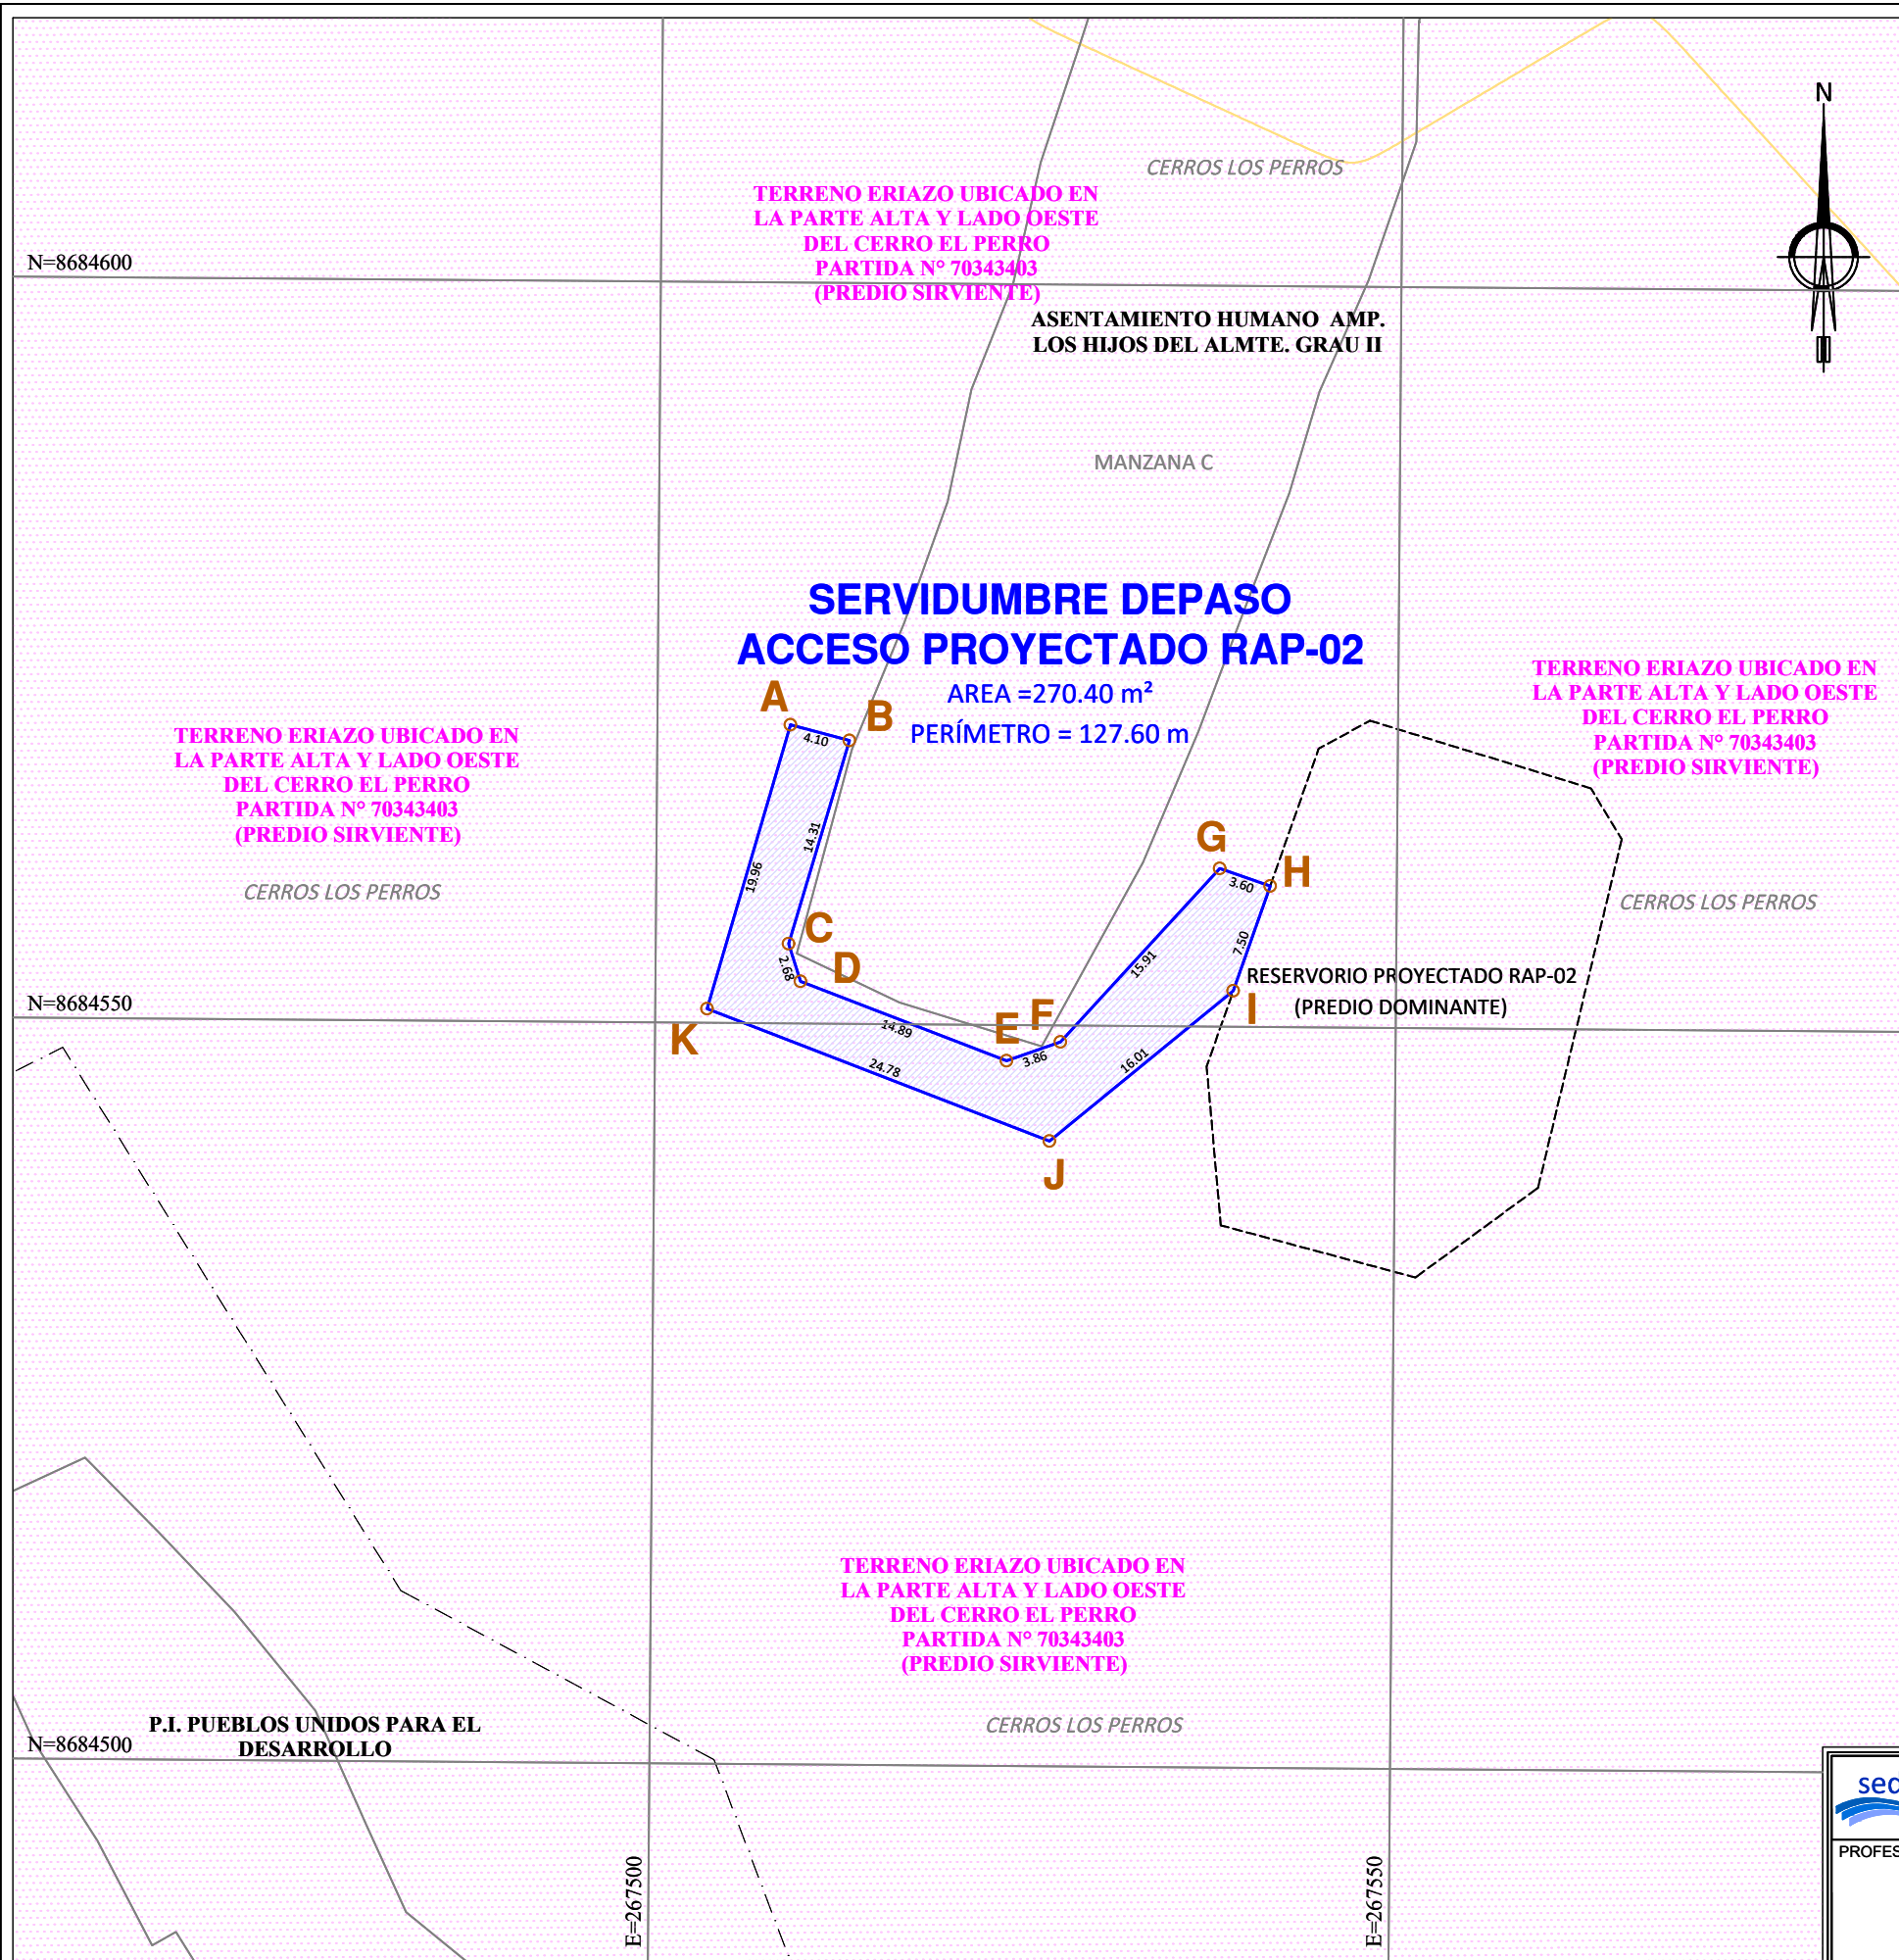 N
CERROS LOS PERROS
TERRENO ERIAZO UBICADO EN
LA PARTE ALTA Y LADO OESTE
DEL CERRO EL PERRO
PARTIDA N° 70343403
(PREDIO SIRVIENTE)
N=8684600
ASENTAMIENTO HUMANO AMP.
LOS HIJOS DEL ALMTE. GRAU II
MANZANA C
SERVIDUMBRE DEPASO
ACCESO PROYECTADO RAP-02
AREA =270.40 m²
PERÍMETRO = 127.60 m
TERRENO ERIAZO UBICADO EN
LA PARTE ALTA Y LADO OESTE
DEL CERRO EL PERRO
PARTIDA N° 70343403
(PREDIO SIRVIENTE)
CERROS LOS PERROS
TERRENO ERIAZO UBICADO EN
LA PARTE ALTA Y LADO OESTE
DEL CERRO EL PERRO
PARTIDA N° 70343403
(PREDIO SIRVIENTE)
CERROS LOS PERROS
A
B
4.10
14.31
19.96
C
2.68
D
G
H
3.60
7.50
15.91
RESERVORIO PROYECTADO RAP-02
(PREDIO DOMINANTE)
I
N=8684550
K
14.89
E
F
3.86
24.78
16.01
J
TERRENO ERIAZO UBICADO EN
LA PARTE ALTA Y LADO OESTE
DEL CERRO EL PERRO
PARTIDA N° 70343403
(PREDIO SIRVIENTE)
CERROS LOS PERROS
P.I. PUEBLOS UNIDOS PARA EL
DESARROLLO
N=8684500
E=267500
E=267550
sed
PROFES